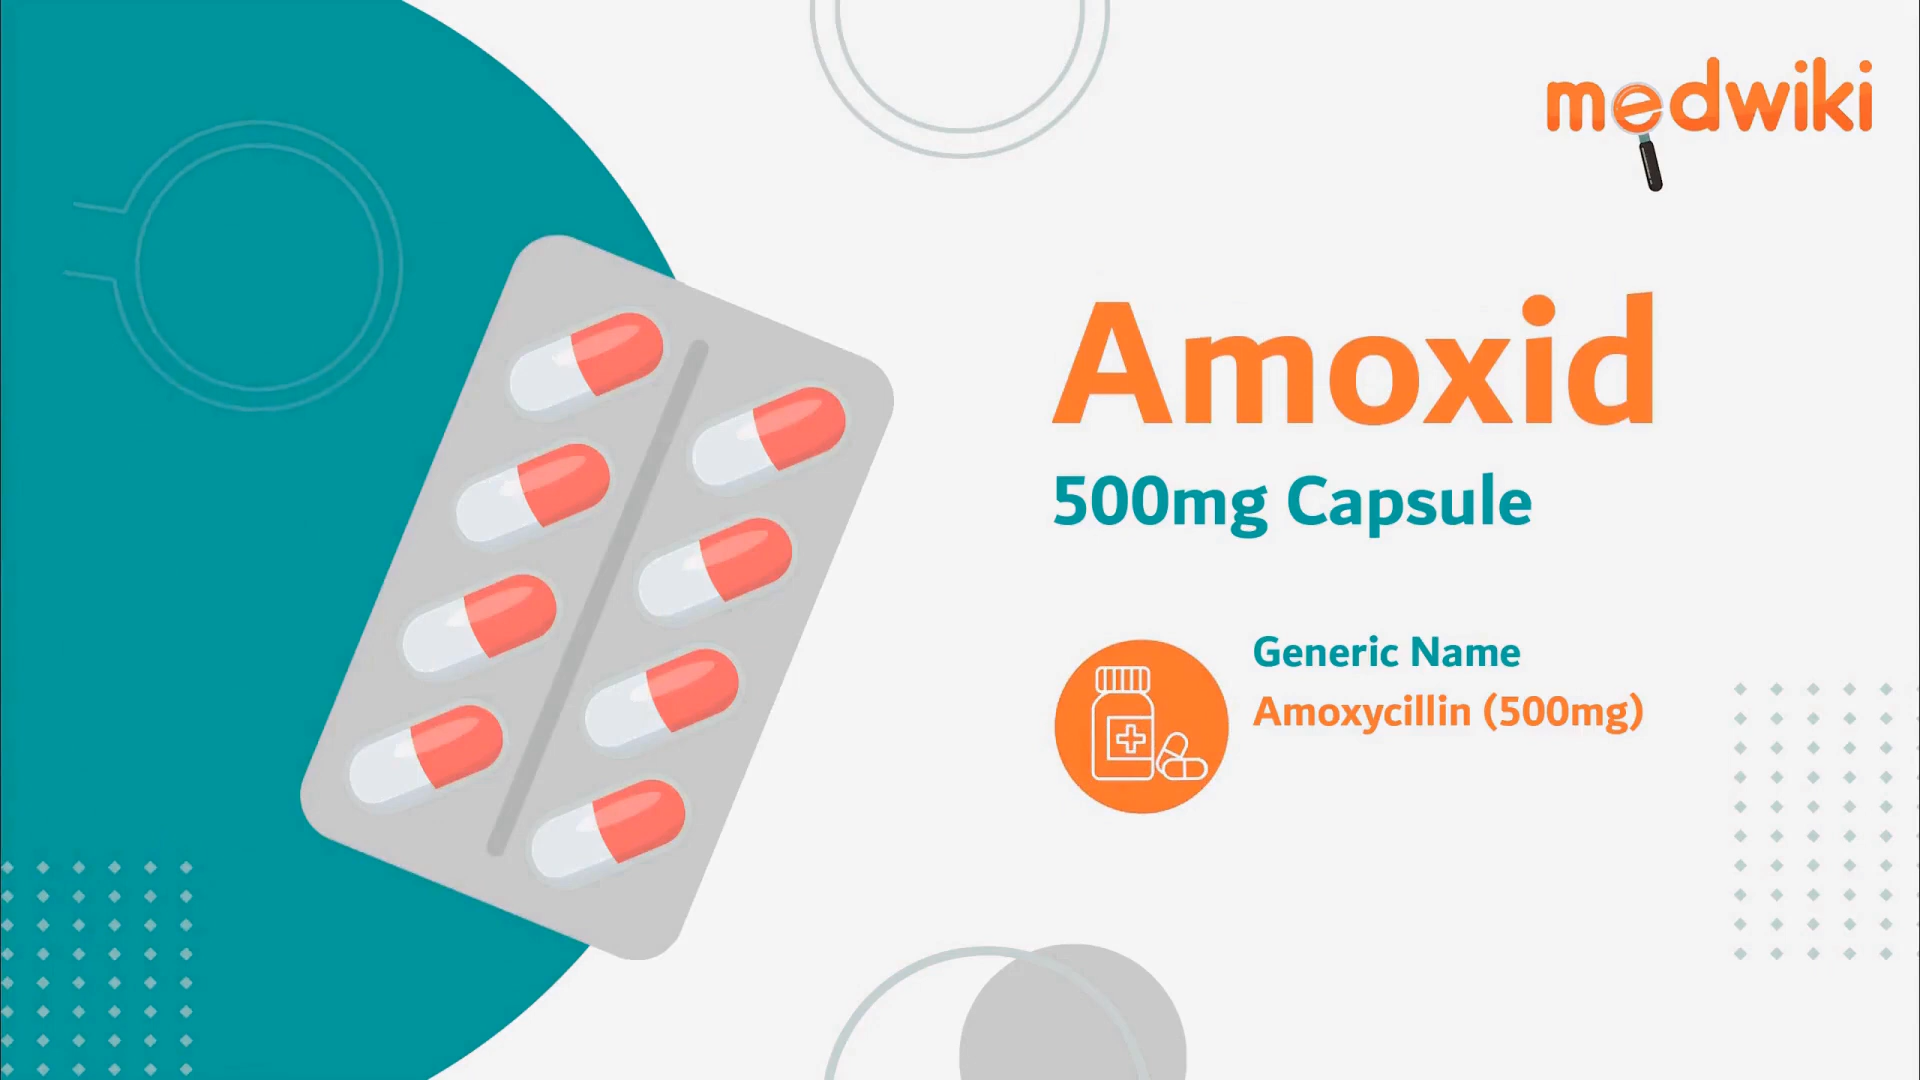 medwiki
Amoxid
500mg Capsule
Generic Name
Amoxycillin (500mg)